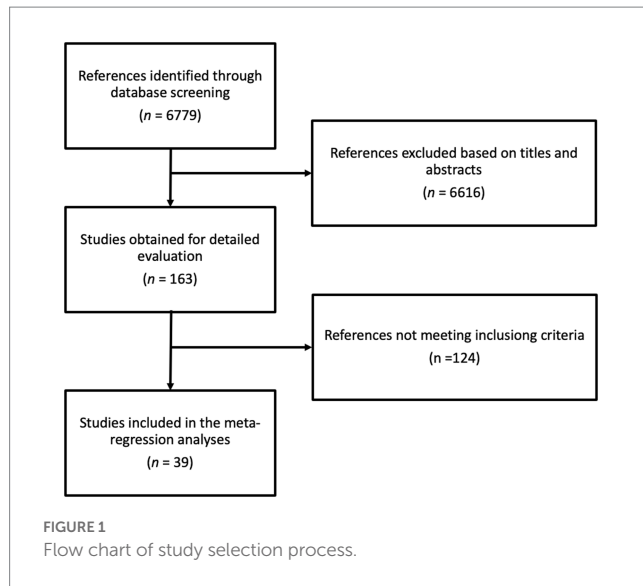 References identified through
database screening
(n = 6779)
References excluded based on titles and
abstracts
(n = 6616)
Studies obtained for detailed
evaluation
(n = 163)
References not meeting inclusiong criteria
(n =124)
Studies included in the meta-
regression analyses
(n = 39)
FIGURE 1
Flow chart of study selection process.